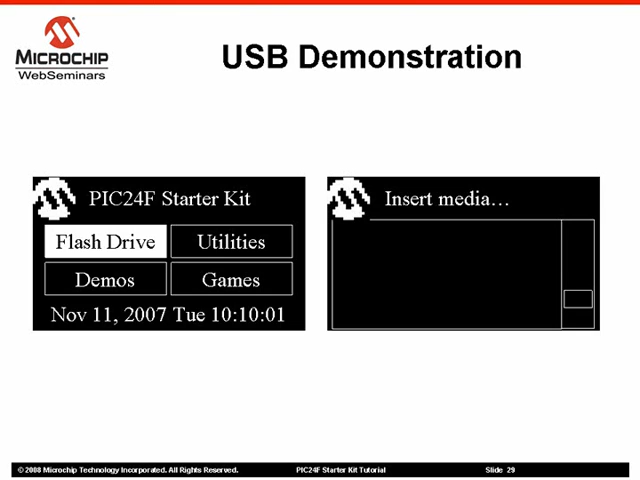 MICROCHIP
WebSeminars
USB Demonstration
PIC24F Starter Kit
Flash Drive
Utilities
Demos
Games
Nov 11, 2007 Tue 10:10:01
Insert media...
© 2008 Microchip Technology Incorporated. All Rights Reserved.
PIC24F Starter Kit Tutorial
Slide 29